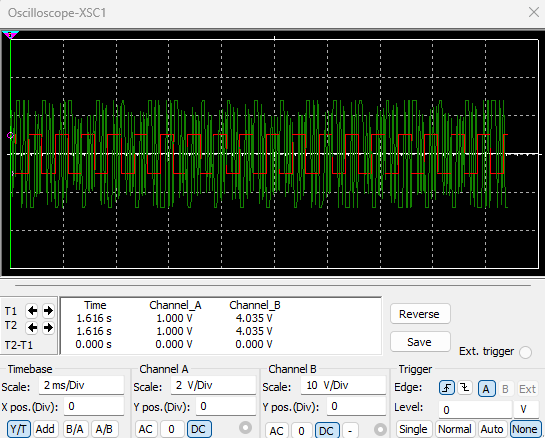 Oscilloscope-XSC1
T1
T2
T2-T1
Time Channel_A Channel_B
1.616 s 1.000 V 4.035 V
1.616 s 1.000 V 4.035 V
0.000 s 0.000 V 0.000 V
Reverse
Save
Ext. trigger
Timebase
Scale: 2 ms/Div
X pos.(Div): 0
Y/T Add B/A A/B
Channel A
Scale: 2 V/Div
Y pos.(Div): 0
AC 0 DC
Channel B
Scale: 10 V/Div
Y pos.(Div): 0
AC 0 DC -
Trigger
Edge: A B Ext
Level: 0 V
Single Normal Auto None